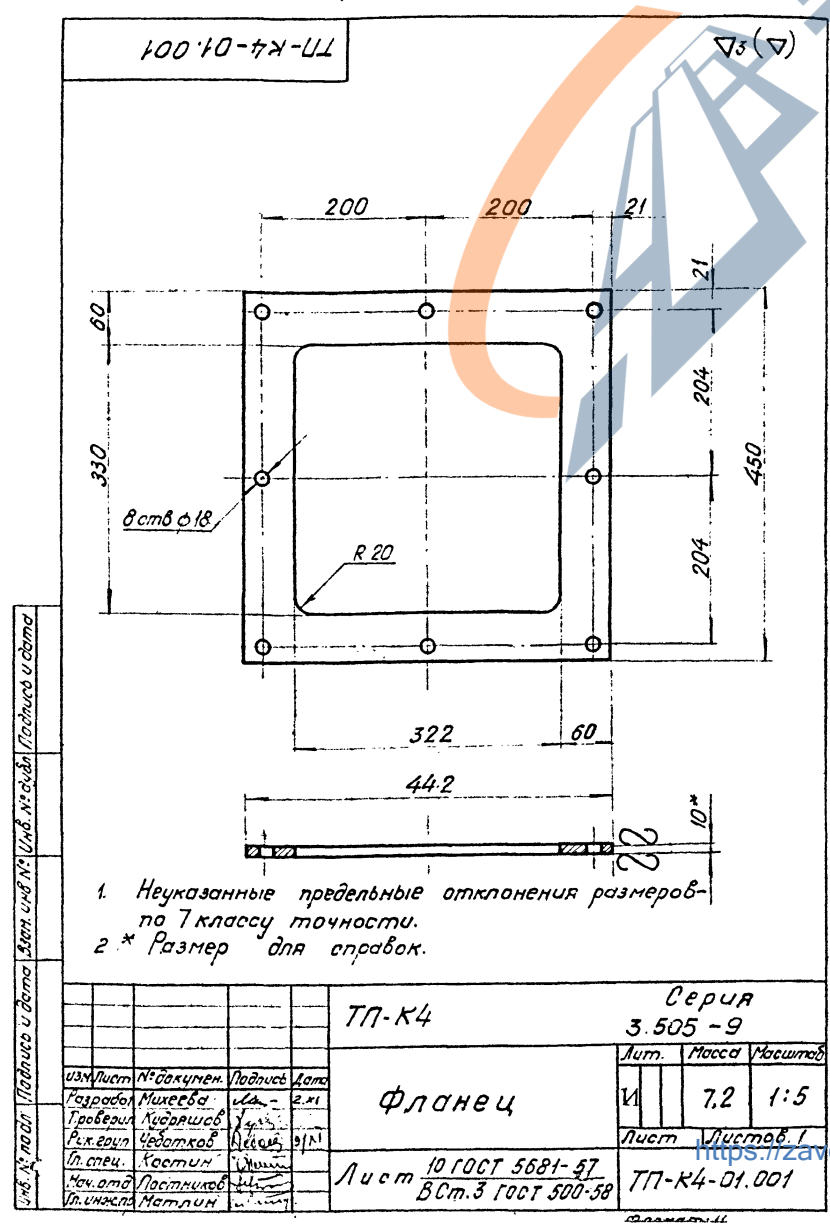 ТП-К4-01.001
▽3(▽)
200
200
21
21
60
204
330
450
8 отв ф18
R 20
204
322
60
44.2
10*
1. Неуказанные предельные отклонения размеров-
по 7 классу точности.
2 * Размер для справок.
ТП-К4
Серия
3.505 - 9
Лит. Масса Масштаб
Изм Лист № докумен. Подпись Дата
Разработ Михеева 2.XI
Фланец
И 7.2 1:5
Проверил Кудряшов
Рук.груп Чеботков 9/XI
Лист Листов 1
Гл.спец. Костин
Лист 10 ГОСТ 5681-57
ВСт.3 ГОСТ 500-58
ТП-К4-01.001
Нач.отд Постников
Гл.инж.пр Матлин
Инв. № подл Подпись и дата Взам. инв № Инв. № дубл Подпись и дата
https://zav